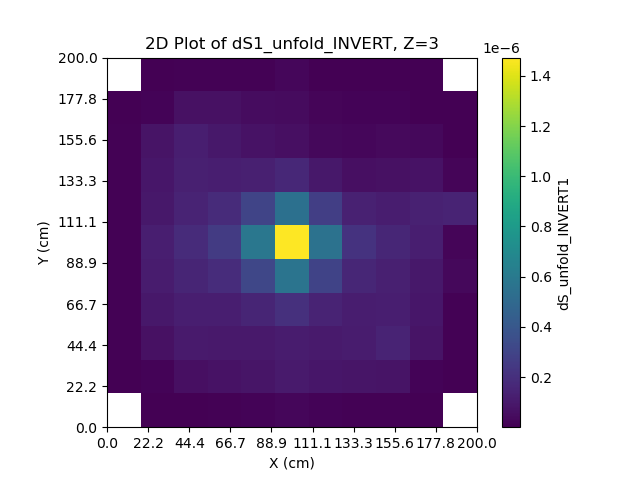 2D Plot of dS1_unfold_INVERT, Z=3
1e−6
200.0
177.8
155.6
133.3
111.1
88.9
66.7
44.4
22.2
0.0
Y (cm)
0.0 22.2 44.4 66.7 88.9 111.1 133.3 155.6 177.8 200.0
X (cm)
1.4
1.2
1.0
0.8
0.6
0.4
0.2
dS_unfold_INVERT1